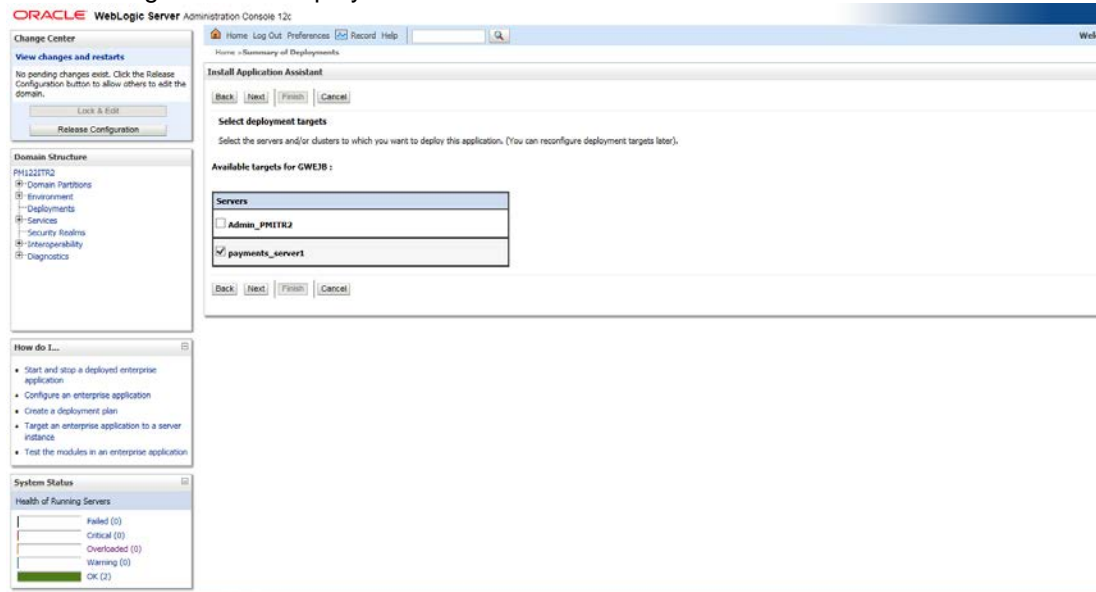 ORACLE WebLogic Server Administration Console 12c
Change Center
View changes and restarts
No pending changes exist. Click the Release
Configuration button to allow others to edit the
domain.
Lock & Edit
Release Configuration
Domain Structure
PM122ITR2
Domain Partitions
Environment
Deployments
Services
Security Realms
Interoperability
Diagnostics
How do I...
Start and stop a deployed enterprise
application
Configure an enterprise application
Create a deployment plan
Target an enterprise application to a server
instance
Test the modules in an enterprise application
System Status
Health of Running Servers
Failed (0)
Critical (0)
Overloaded (0)
Warning (0)
OK (2)
Home Log Out Preferences Record Help
Home >Summary of Deployments
Install Application Assistant
Back Next Finish Cancel
Select deployment targets
Select the servers and/or clusters to which you want to deploy this application. (You can reconfigure deployment targets later).
Available targets for GWEJB :
Servers
Admin_PMITR2
payments_server1
Back Next Finish Cancel